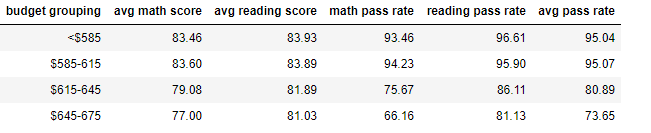 budget grouping avg math score avg reading score math pass rate reading pass rate avg pass rate
<$585 83.46 83.93 93.46 96.61 95.04
$585-615 83.60 83.89 94.23 95.90 95.07
$615-645 79.08 81.89 75.67 86.11 80.89
$645-675 77.00 81.03 66.16 81.13 73.65